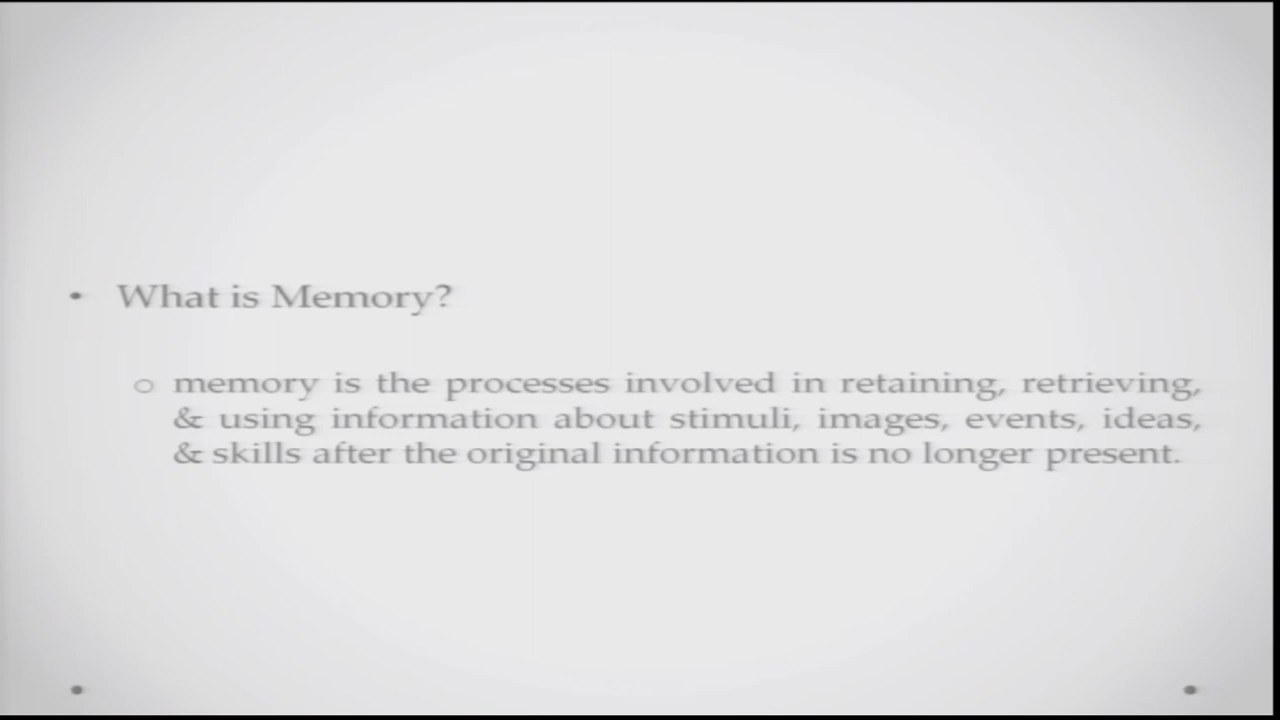 • What is Memory?
o memory is the processes involved in retaining, retrieving,
& using information about stimuli, images, events, ideas,
& skills after the original information is no longer present.